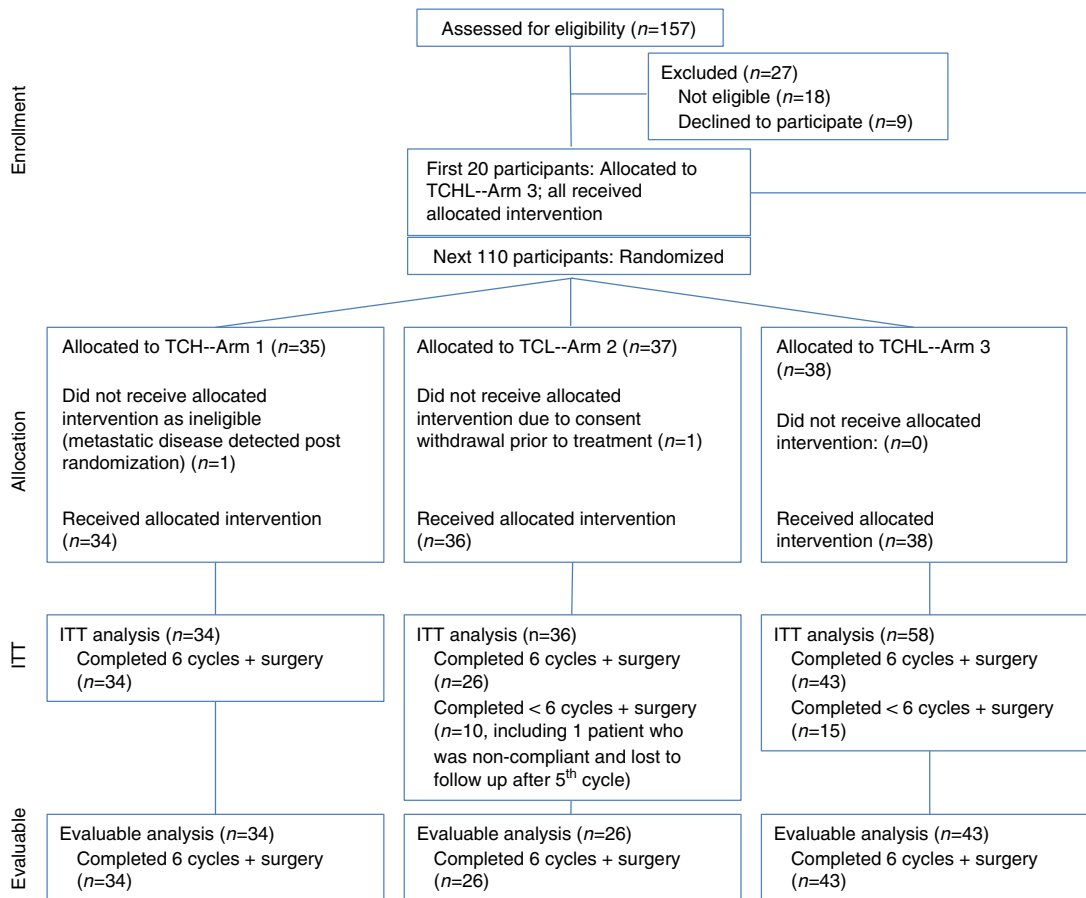 Assessed for eligibility (n=157)
Excluded (n=27)
Not eligible (n=18)
Declined to participate (n=9)
Enrollment
First 20 participants: Allocated to
TCHL--Arm 3; all received
allocated intervention
Next 110 participants: Randomized
Allocation
Allocated to TCH--Arm 1 (n=35)
Did not receive allocated
intervention as ineligible
(metastatic disease detected post
randomization) (n=1)
Received allocated intervention
(n=34)
Allocated to TCL--Arm 2 (n=37)
Did not receive allocated
intervention due to consent
withdrawal prior to treatment (n=1)
Received allocated intervention
(n=36)
Allocated to TCHL--Arm 3
(n=38)
Did not receive allocated
intervention: (n=0)
Received allocated
intervention (n=38)
ITT
ITT analysis (n=34)
Completed 6 cycles + surgery
(n=34)
ITT analysis (n=36)
Completed 6 cycles + surgery
(n=26)
Completed < 6 cycles + surgery
(n=10, including 1 patient who
was non-compliant and lost to
follow up after 5th cycle)
ITT analysis (n=58)
Completed 6 cycles + surgery
(n=43)
Completed < 6 cycles + surgery
(n=15)
Evaluable
Evaluable analysis (n=34)
Completed 6 cycles + surgery
(n=34)
Evaluable analysis (n=26)
Completed 6 cycles + surgery
(n=26)
Evaluable analysis (n=43)
Completed 6 cycles + surgery
(n=43)